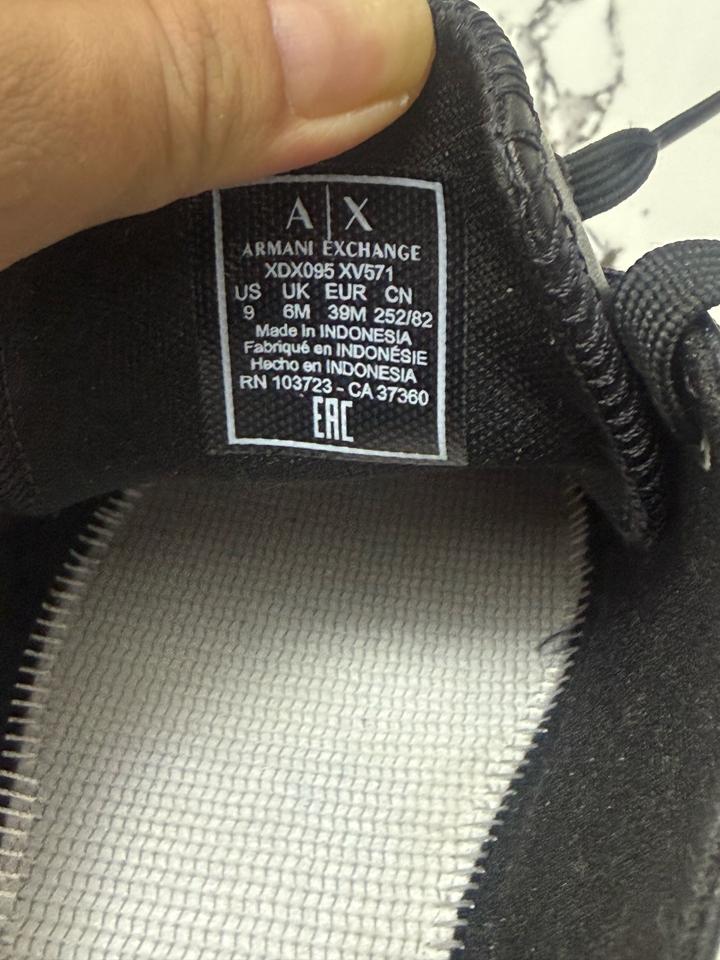 A|X
ARMANI EXCHANGE
XDX095 XV571
US UK EUR CN
9 6M 39M 252/82
Made in INDONESIA
Fabriqué en INDONÉSIE
Hecho en INDONESIA
RN 103723 - CA 37360
EAC